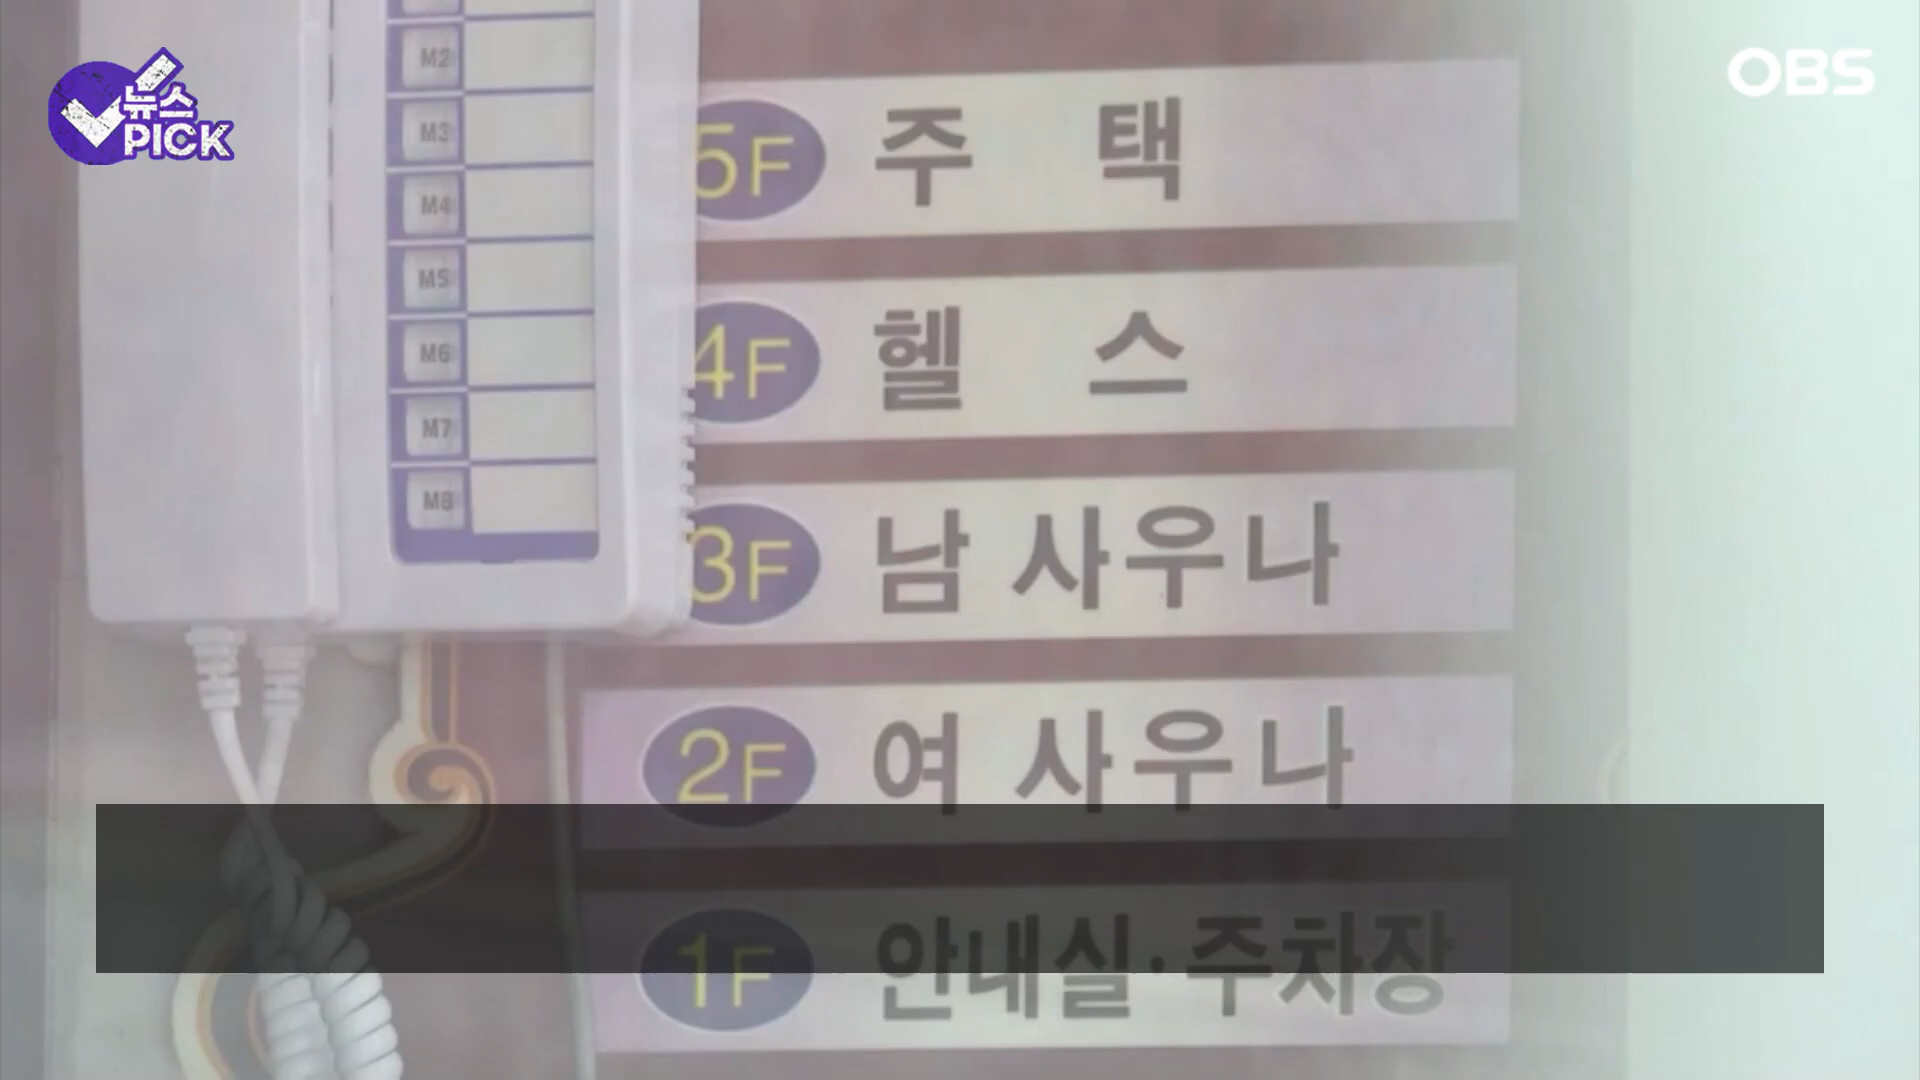 뉴스
PICK
OBS
M2
M3
M4
M5
M6
M7
M8
5F 주 택
4F 헬 스
3F 남 사우나
2F 여 사우나
1F 안내실·주차장